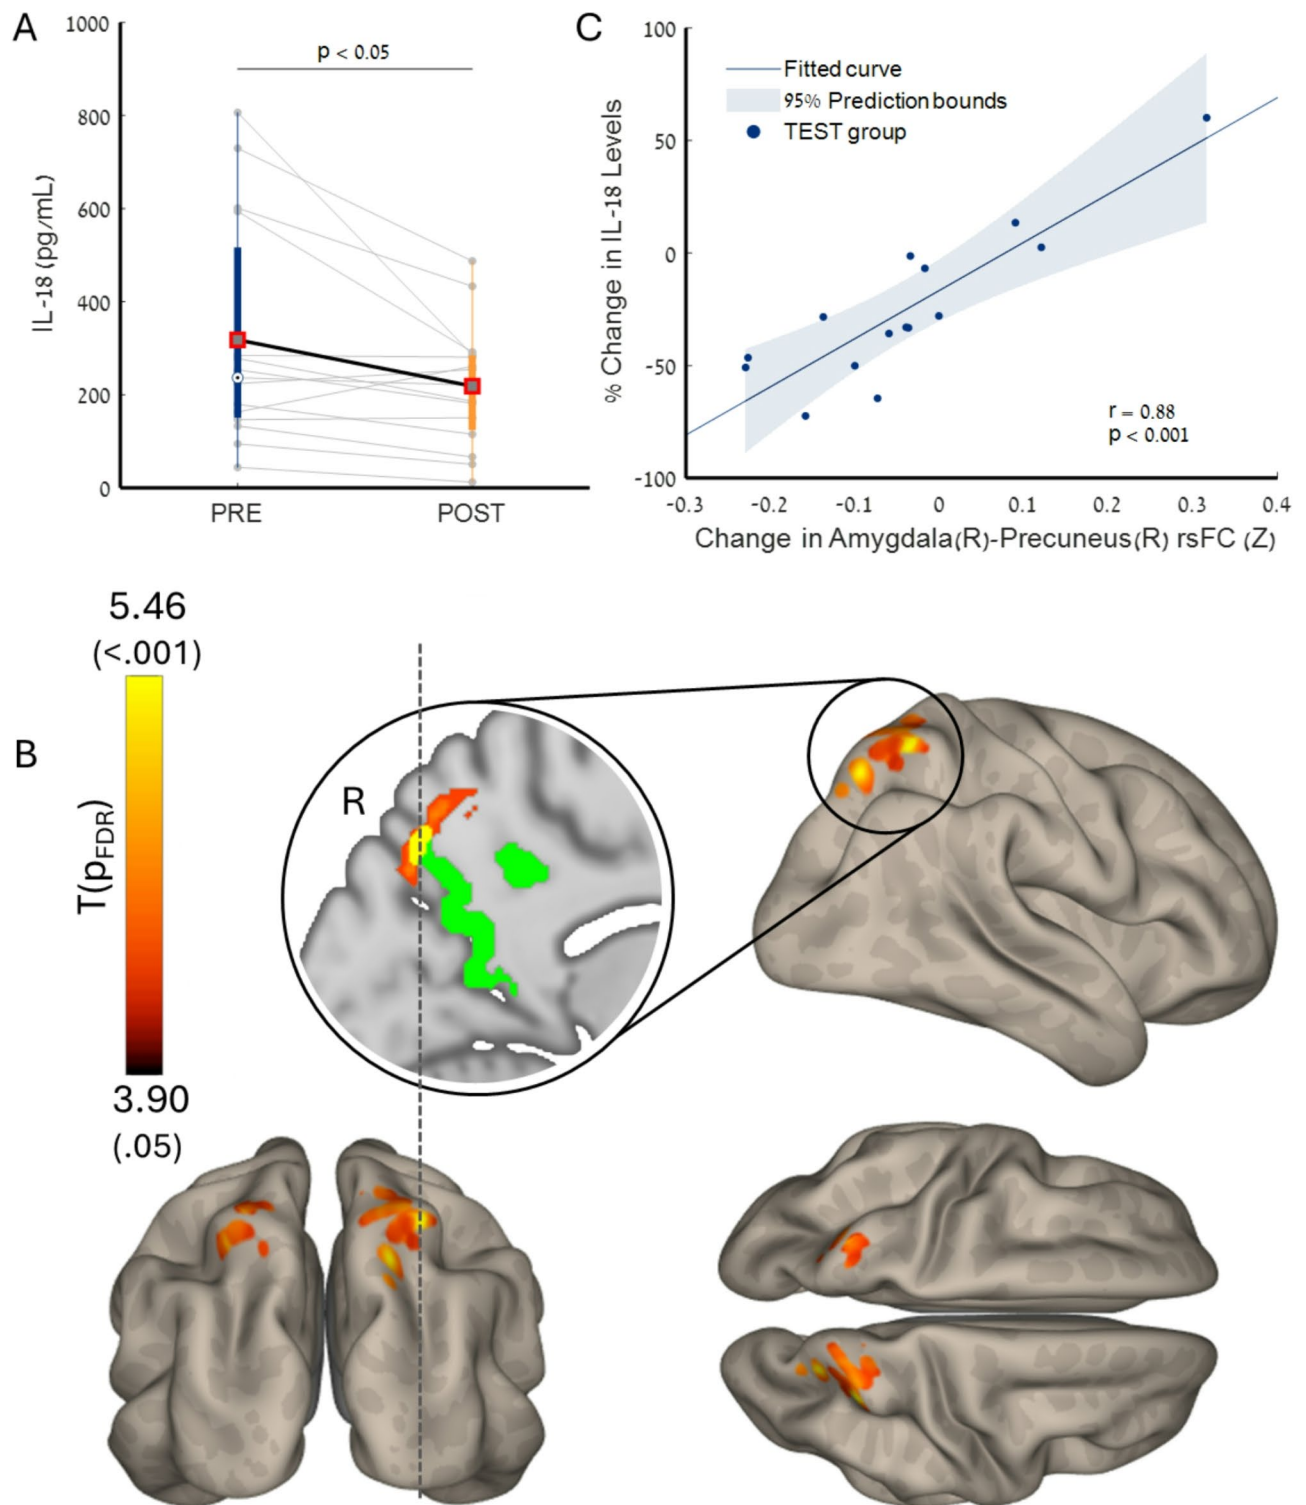 A
1000
800
600
400
200
0
IL-18 (pg/mL)
p < 0.05
PRE
POST
C
100
50
0
-50
-100
% Change in IL-18 Levels
Fitted curve
95% Prediction bounds
TEST group
r = 0.88
p < 0.001
-0.3 -0.2 -0.1 0 0.1 0.2 0.3 0.4
Change in Amygdala(R)-Precuneus(R) rsFC (Z)
B
5.46
(<.001)
T(pFDR)
3.90
(.05)
R